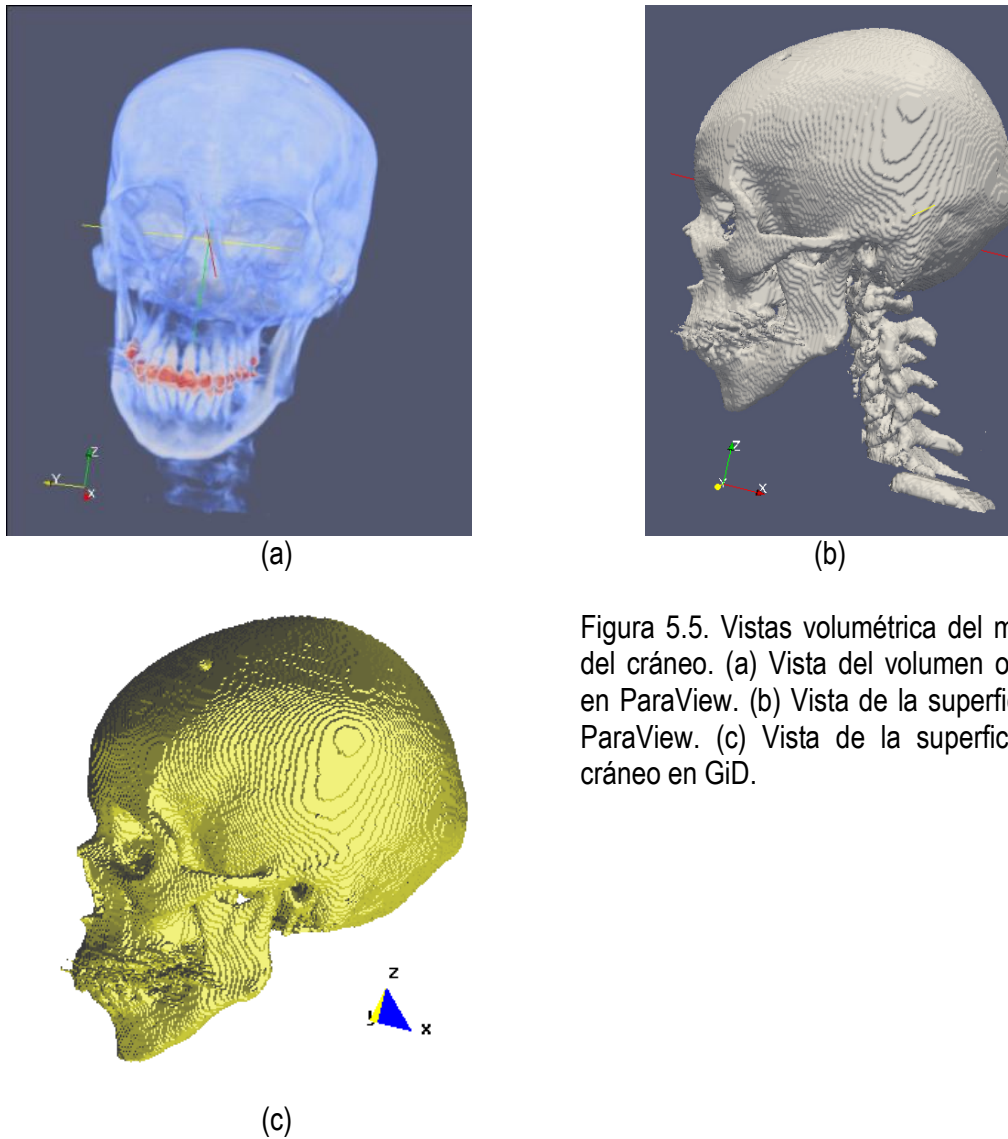 Z
Y
X
Z
Y
X
(a)
(b)
Figura 5.5. Vistas volumétrica del m
del cráneo. (a) Vista del volumen o
en ParaView. (b) Vista de la superfi
ParaView. (c) Vista de la superfic
cráneo en GiD.
z
y
x
(c)